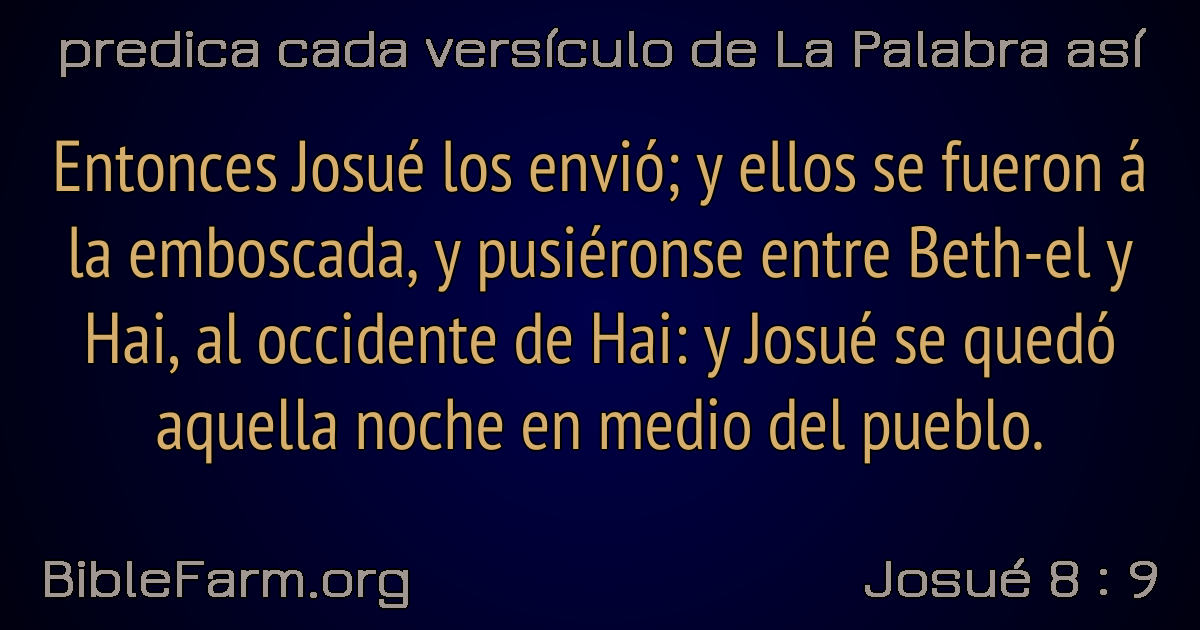 predica cada versículo de La Palabra así
Entonces Josué los envió; y ellos se fueron á
la emboscada, y pusiéronse entre Beth-el y
Hai, al occidente de Hai: y Josué se quedó
aquella noche en medio del pueblo.
BibleFarm.org
Josué 8 : 9